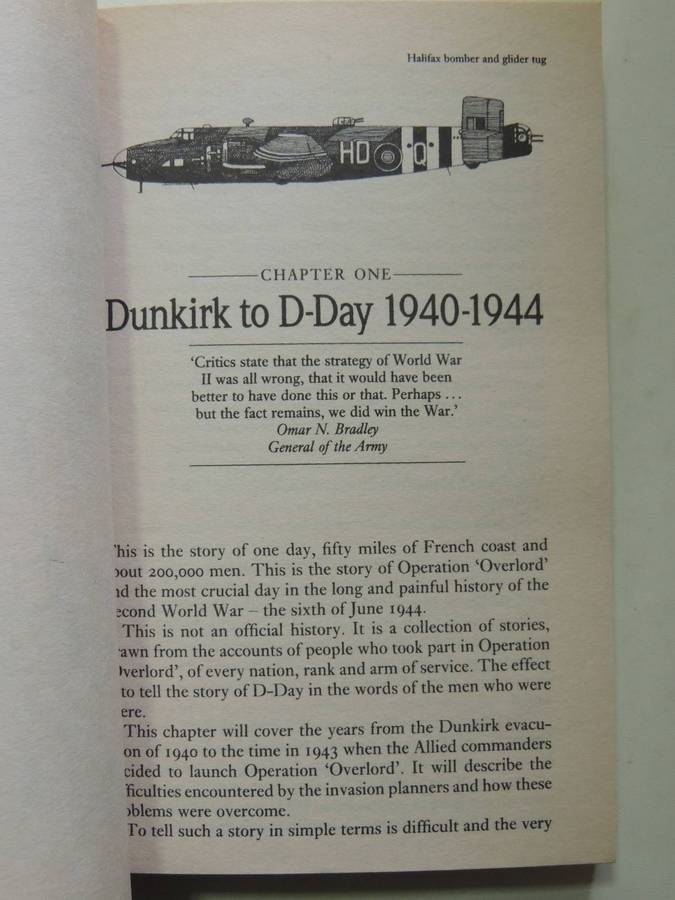 Halifax bomber and glider tug
HD Q
CHAPTER ONE
Dunkirk to D-Day 1940-1944
‘Critics state that the strategy of World War
II was all wrong, that it would have been
better to have done this or that. Perhaps ...
but the fact remains, we did win the War.’
Omar N. Bradley
General of the Army
his is the story of one day, fifty miles of French coast and
out 200,000 men. This is the story of Operation ‘Overlord’
nd the most crucial day in the long and painful history of the
econd World War – the sixth of June 1944.
This is not an official history. It is a collection of stories,
rawn from the accounts of people who took part in Operation
verlord’, of every nation, rank and arm of service. The effect
to tell the story of D-Day in the words of the men who were
ere.
This chapter will cover the years from the Dunkirk evacu-
on of 1940 to the time in 1943 when the Allied commanders
cided to launch Operation ‘Overlord’. It will describe the
fficulties encountered by the invasion planners and how these
oblems were overcome.
To tell such a story in simple terms is difficult and the very